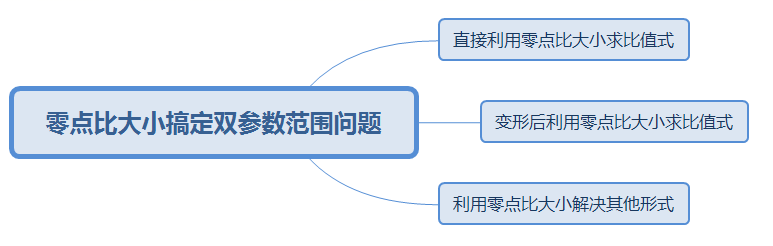 直接利用零点比大小求比值式
零点比大小搞定双参数范围问题
变形后利用零点比大小求比值式
利用零点比大小解决其他形式